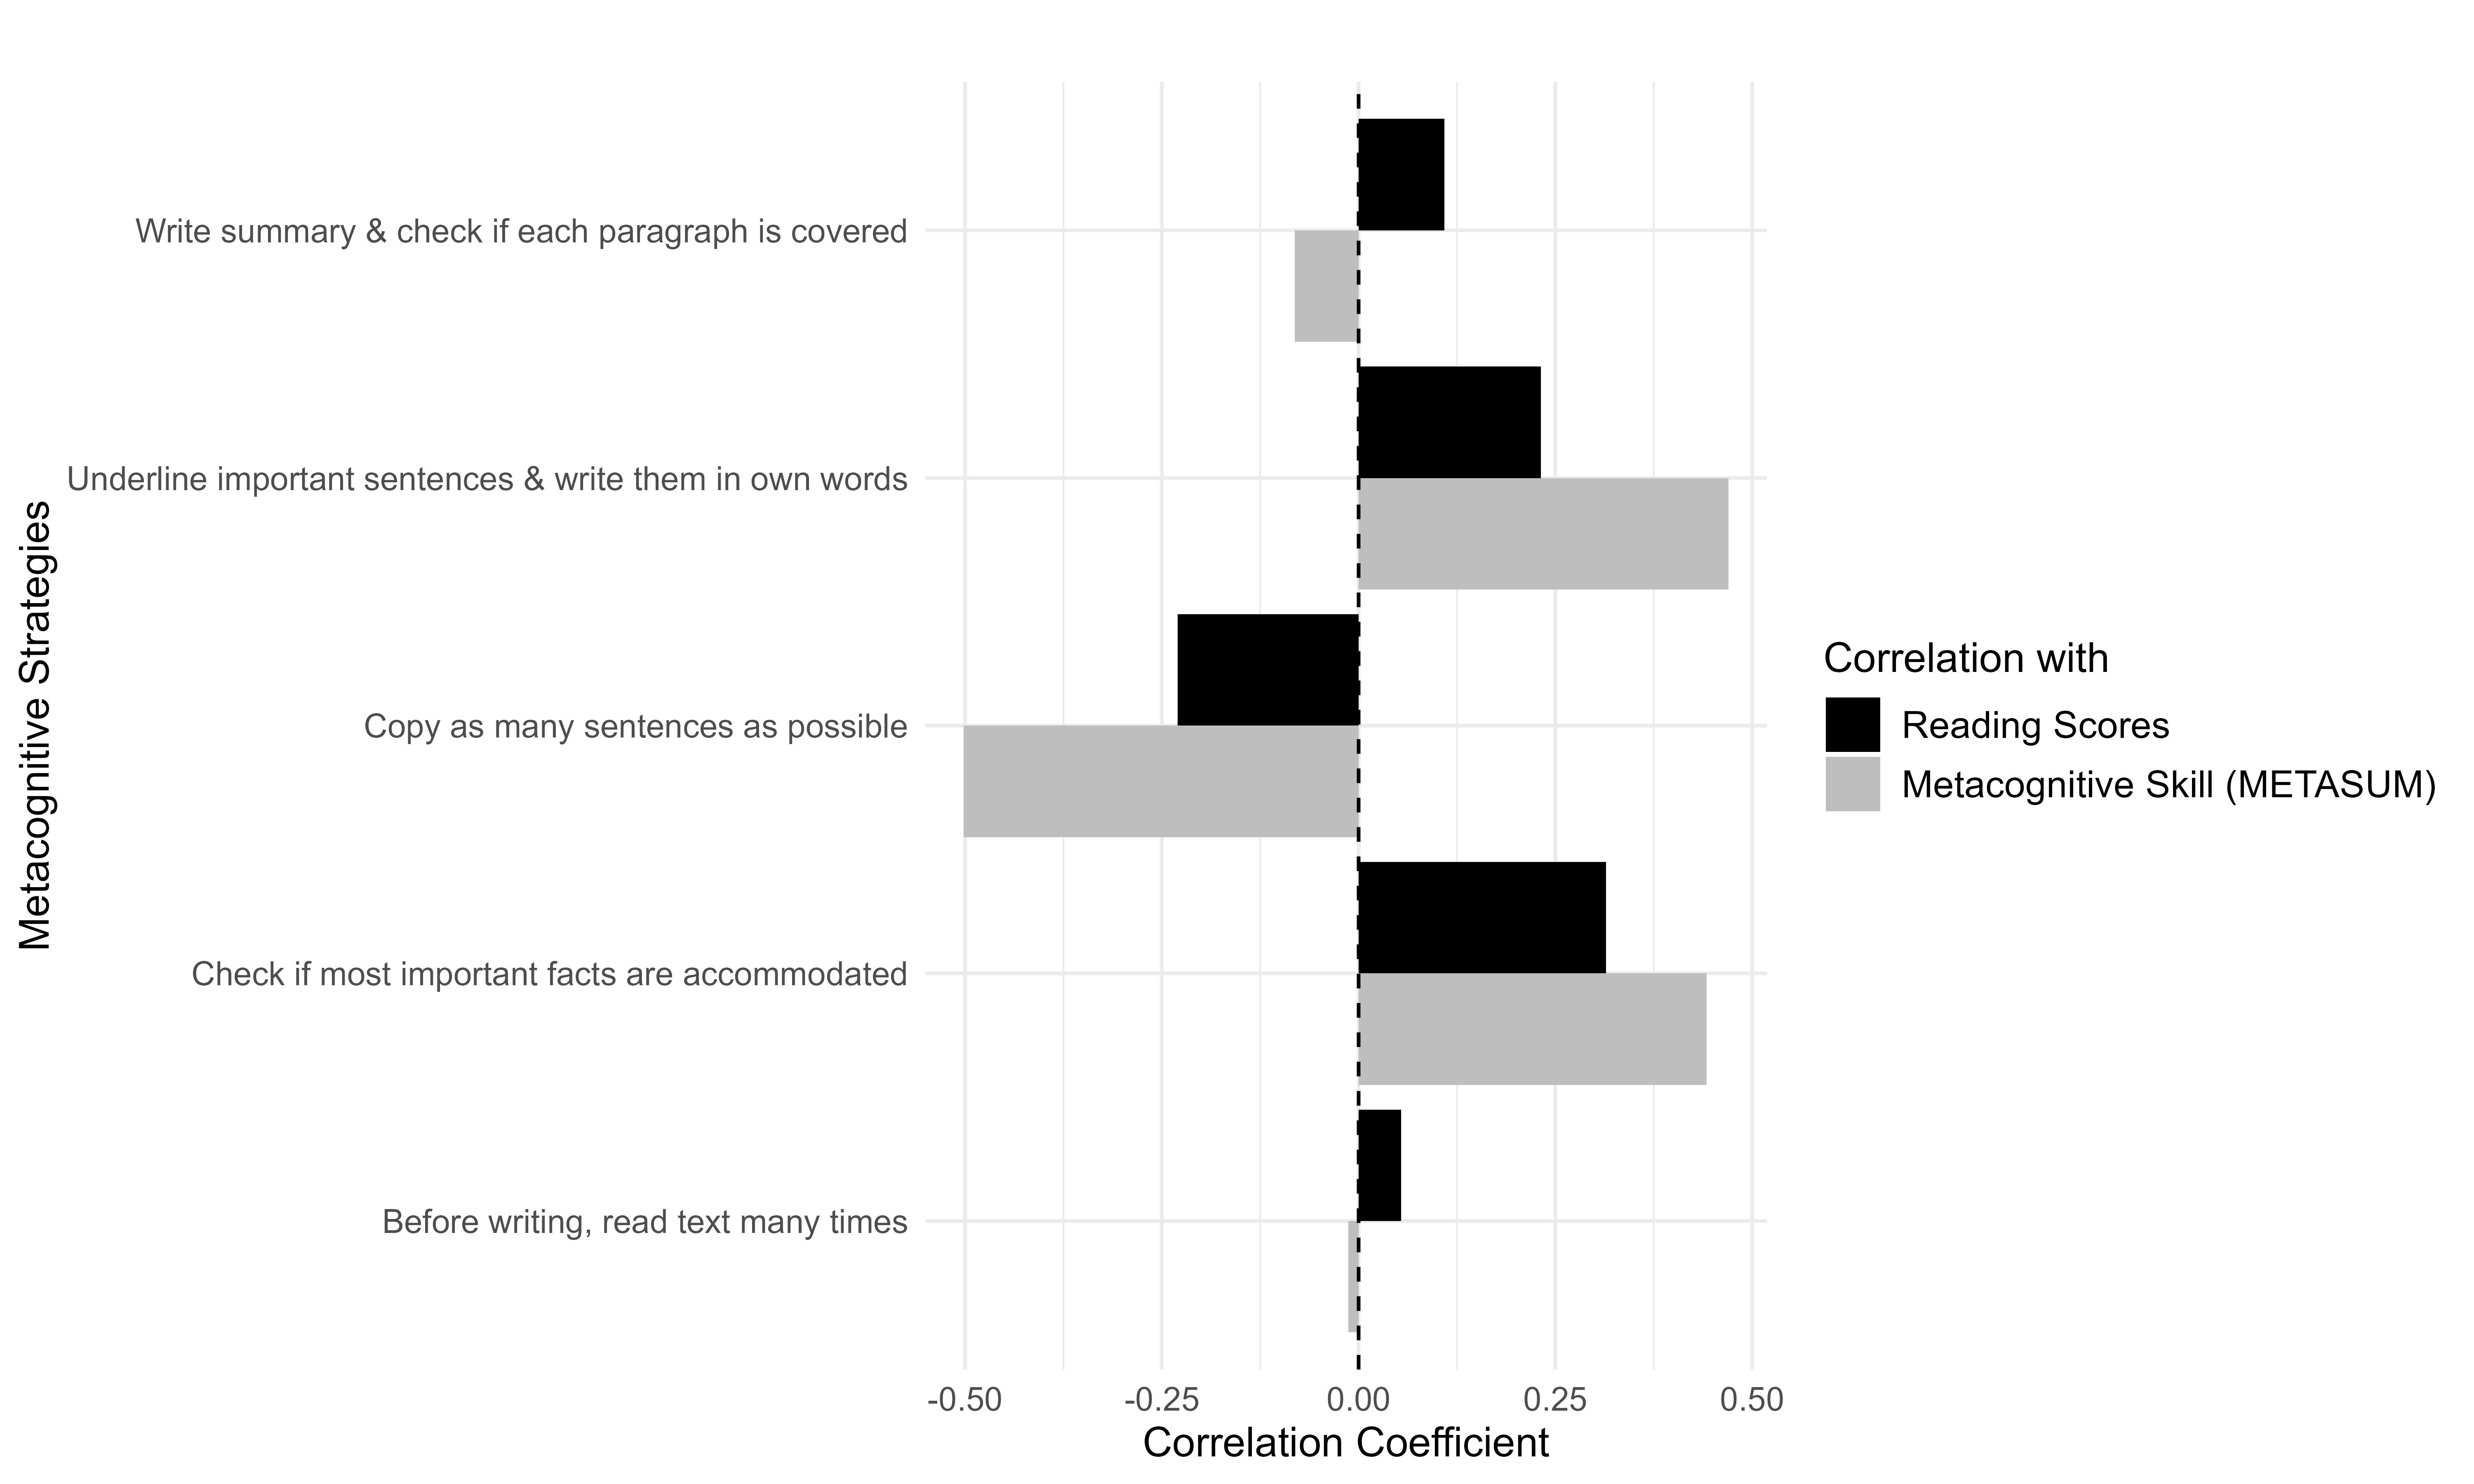 Metacognitive Strategies
Write summary & check if each paragraph is covered
Underline important sentences & write them in own words
Copy as many sentences as possible
Check if most important facts are accommodated
Before writing, read text many times
-0.50 -0.25 0.00 0.25 0.50
Correlation Coefficient
Correlation with
Reading Scores
Metacognitive Skill (METASUM)